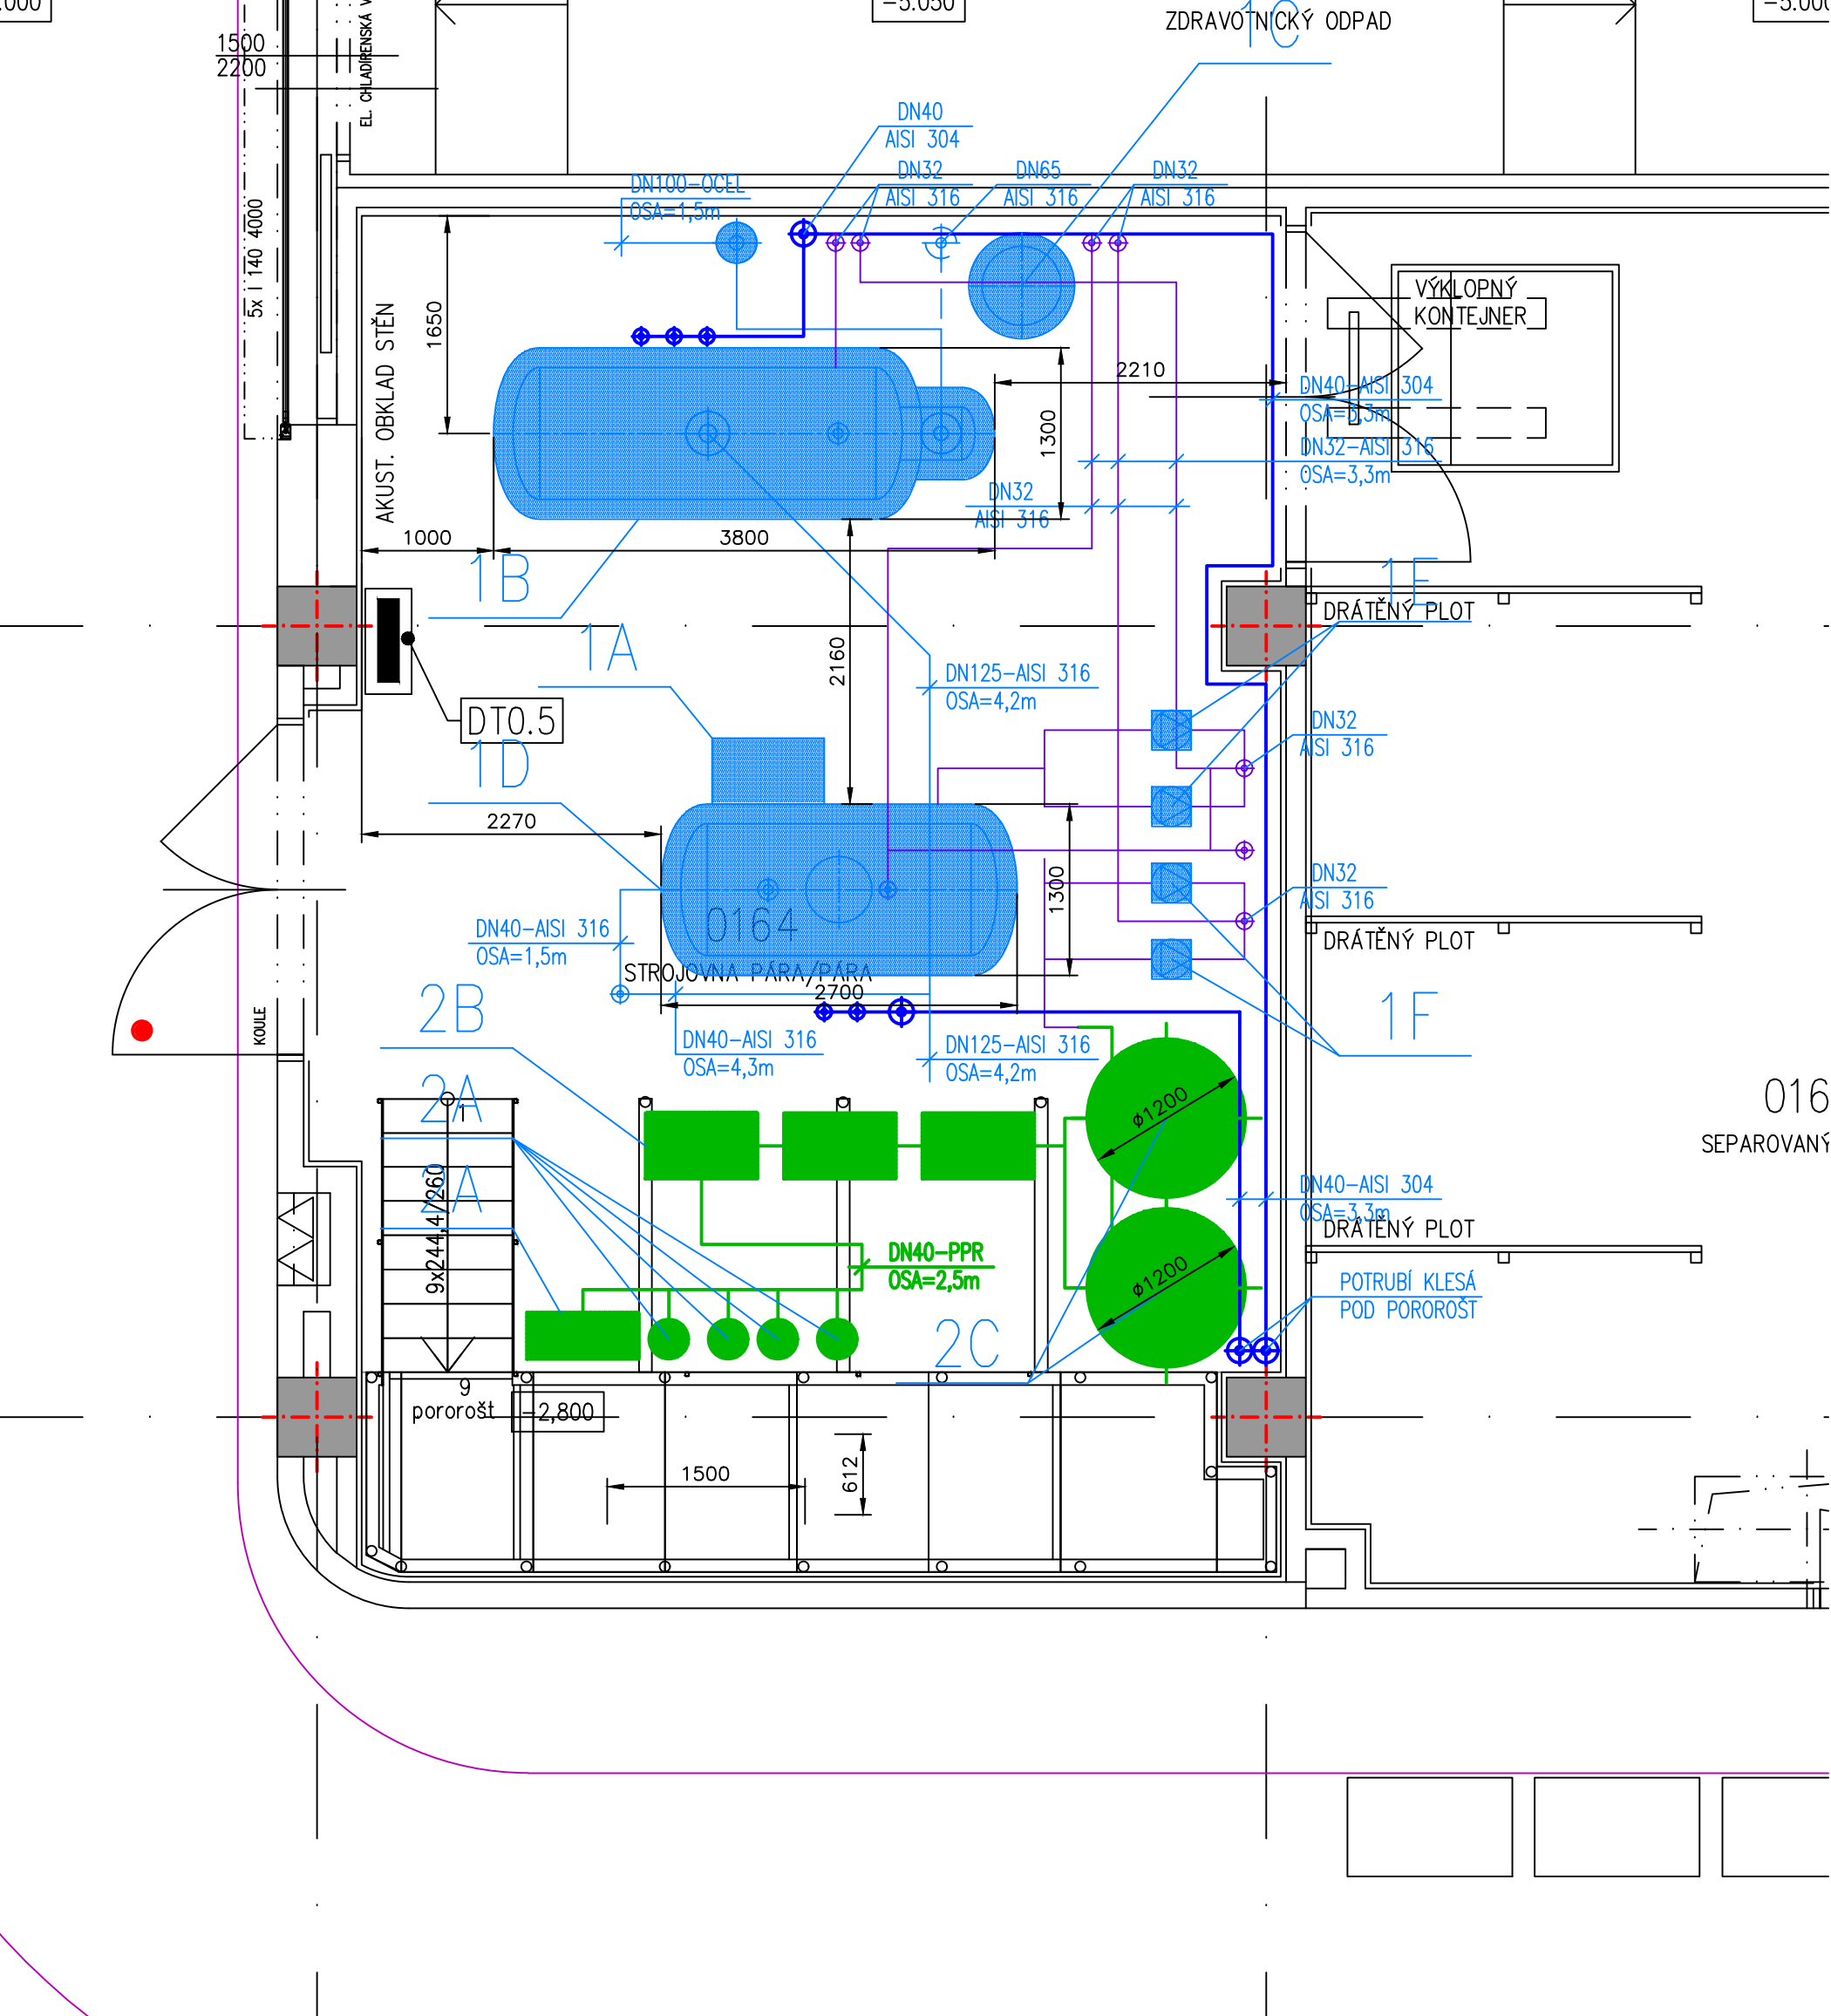 -5.050
ZDRAVOTNICKÝ ODPAD
1C
1500
2200
EL. CHLADÍRENSKÁ
DN40
AISI 304
DN100-OCEL
OSA=1,5m
DN32
AISI 316
DN65
AISI 316
DN32
AISI 316
5x I 140 4000
AKUST. OBKLAD STĚN
1650
VÝKLOPNÝ
KONTEJNER
2210
1300
DN40-AISI 304
OSA=3,3m
DN32-AISI 316
OSA=3,3m
DN32
AISI 316
1000
3800
1B
1E
DRÁTĚNÝ PLOT
1A
2160
DN125-AISI 316
OSA=4,2m
DT0.5
DN32
AISI 316
1D
2270
1300
DN32
AISI 316
0164
STROJOVNA PÁRA/PÁRA
DN40-AISI 316
OSA=1,5m
DRÁTĚNÝ PLOT
2700
2B
1F
KOULE
DN40-AISI 316
OSA=4,3m
DN125-AISI 316
OSA=4,2m
2A
1
ø1200
016
SEPAROVANÝ
2A
9x244,4/260
DN40-AISI 304
OSA=3,3m
DRÁTĚNÝ PLOT
DN40-PPR
OSA=2,5m
ø1200
POTRUBÍ KLESÁ
POD POROROŠT
2C
9
pororošt
-2,800
1500
612